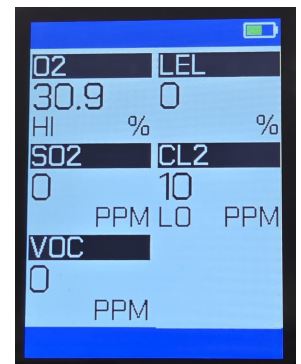 O2 LEL
30.9 0
HI % %
SO2 CL2
0 10
PPM LO PPM
VOC
0
PPM